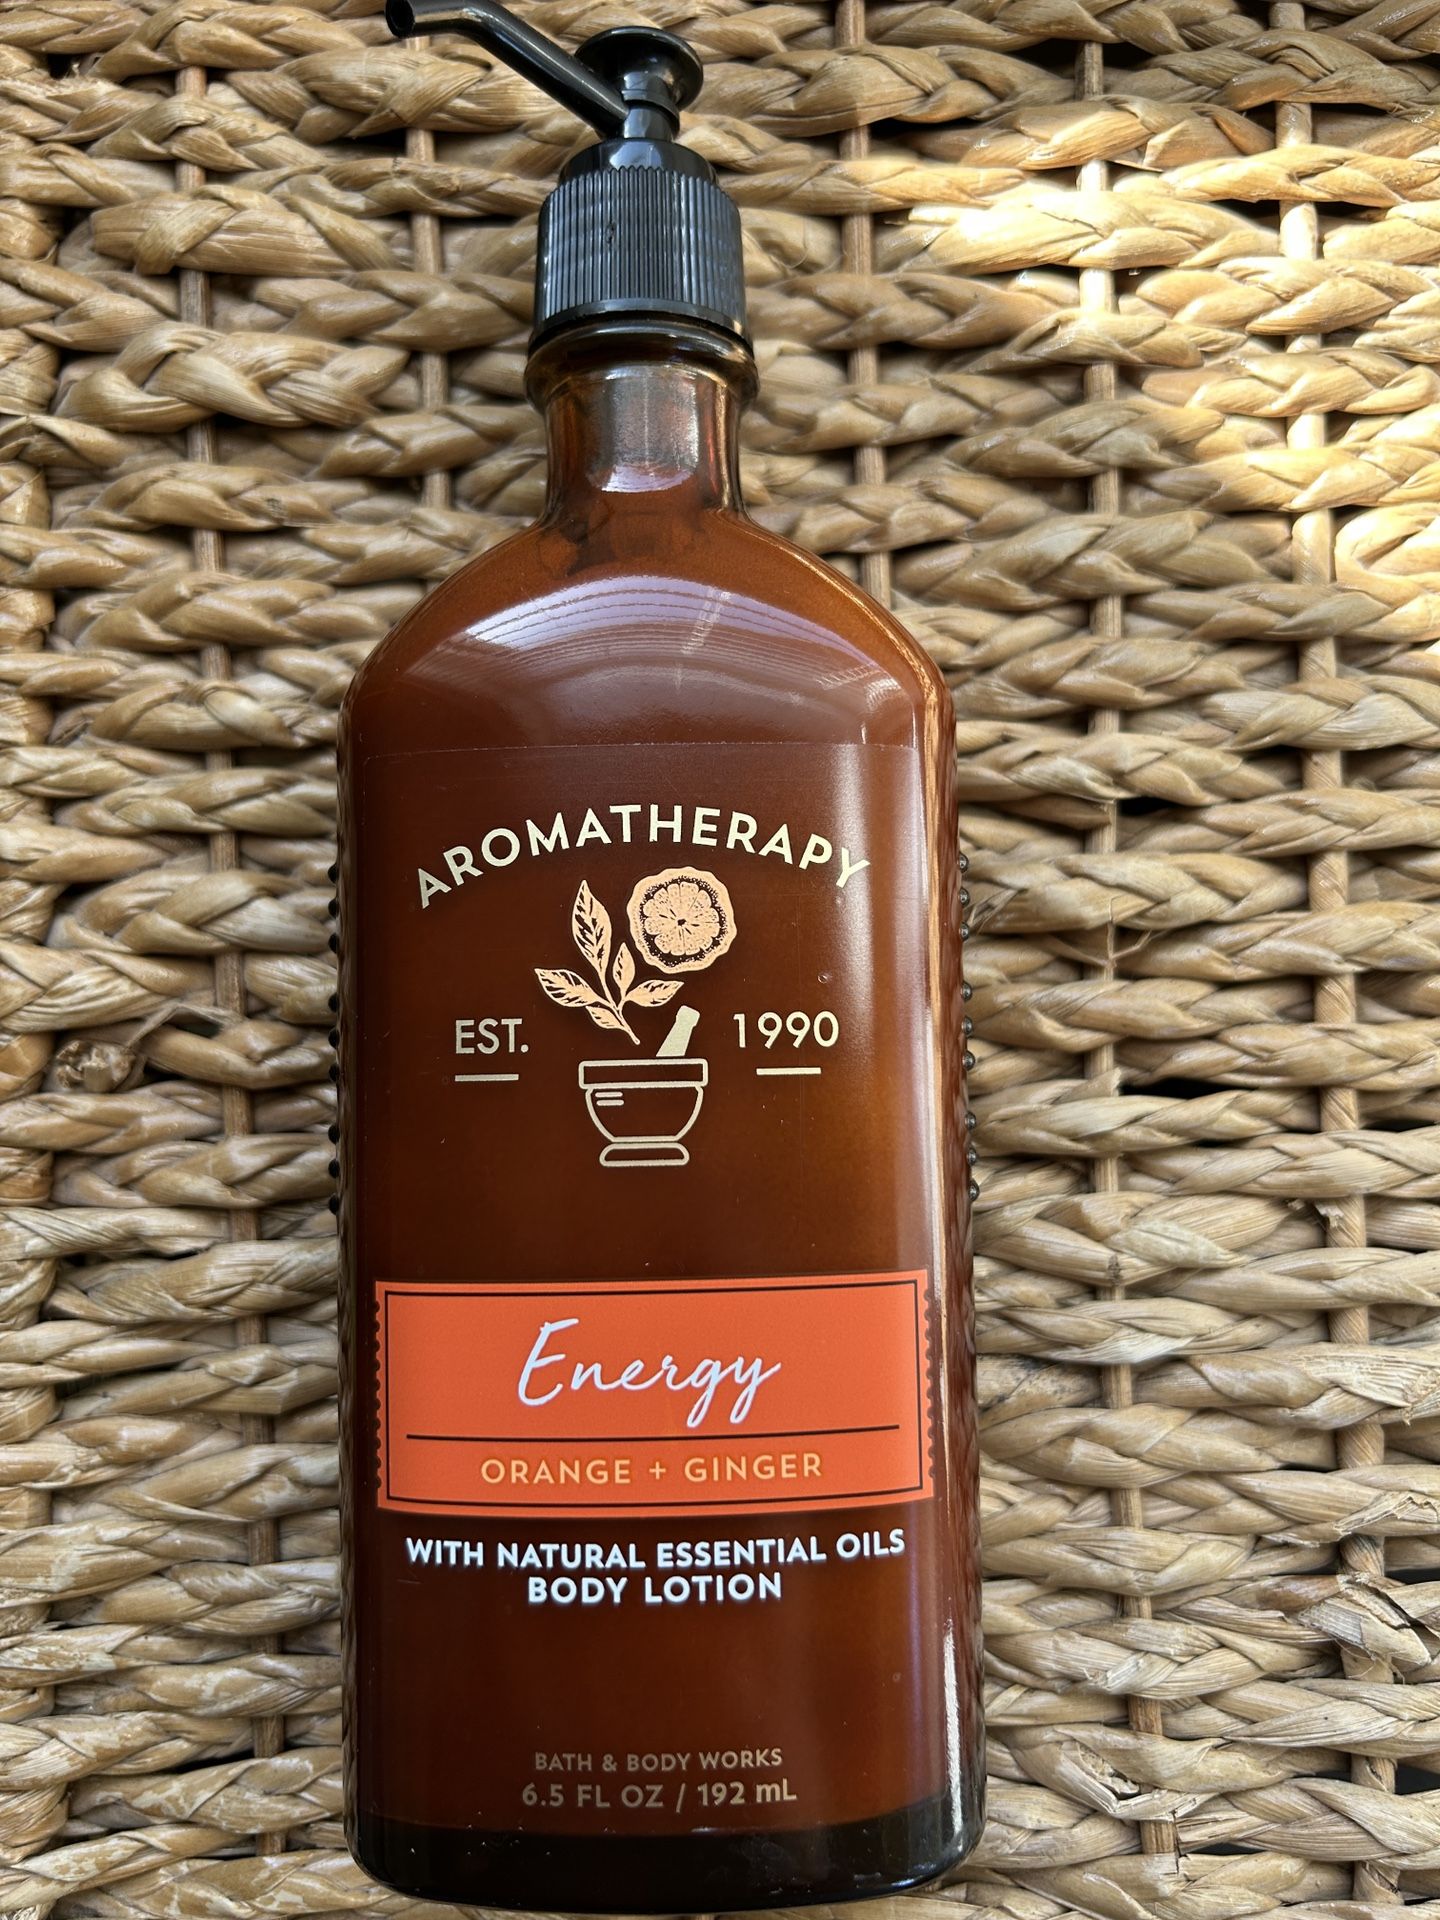 AROMATHERAPY
EST. 1990
Energy
ORANGE + GINGER
WITH NATURAL ESSENTIAL OILS
BODY LOTION
BATH & BODY WORKS
6.5 FL OZ / 192 mL